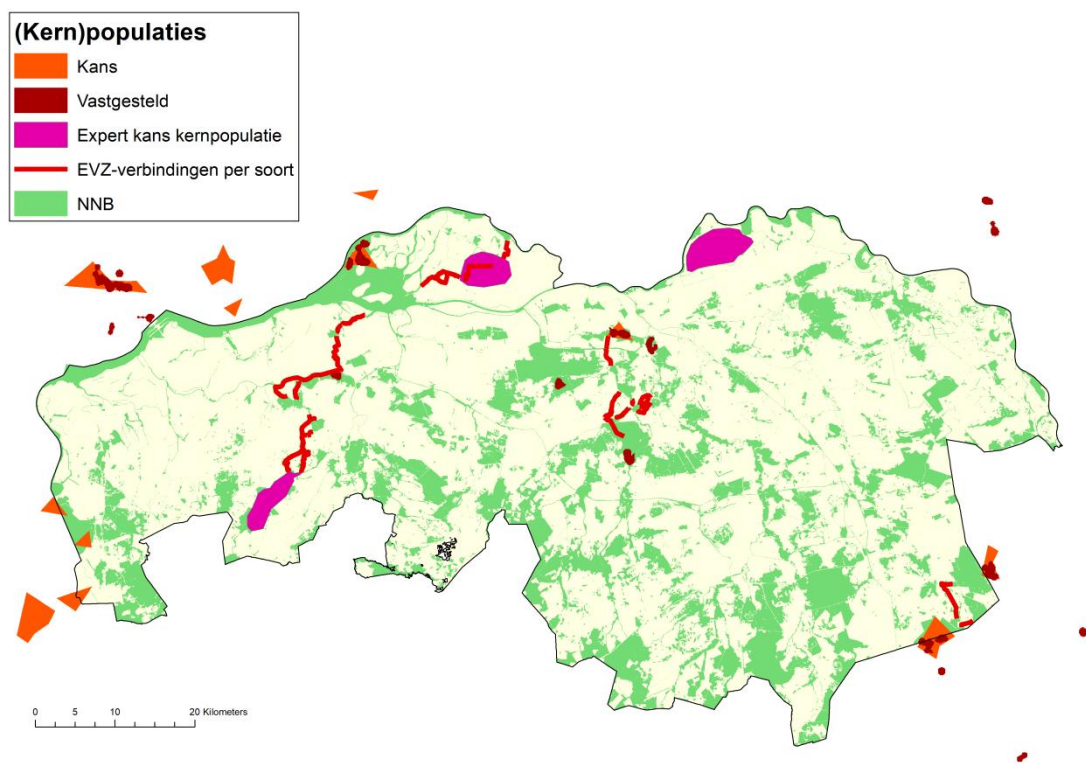 (Kern)populaties
Kans
Vastgesteld
Expert kans kernpopulatie
EVZ-verbindingen per soort
NNB
0 5 10 20 Kilometers